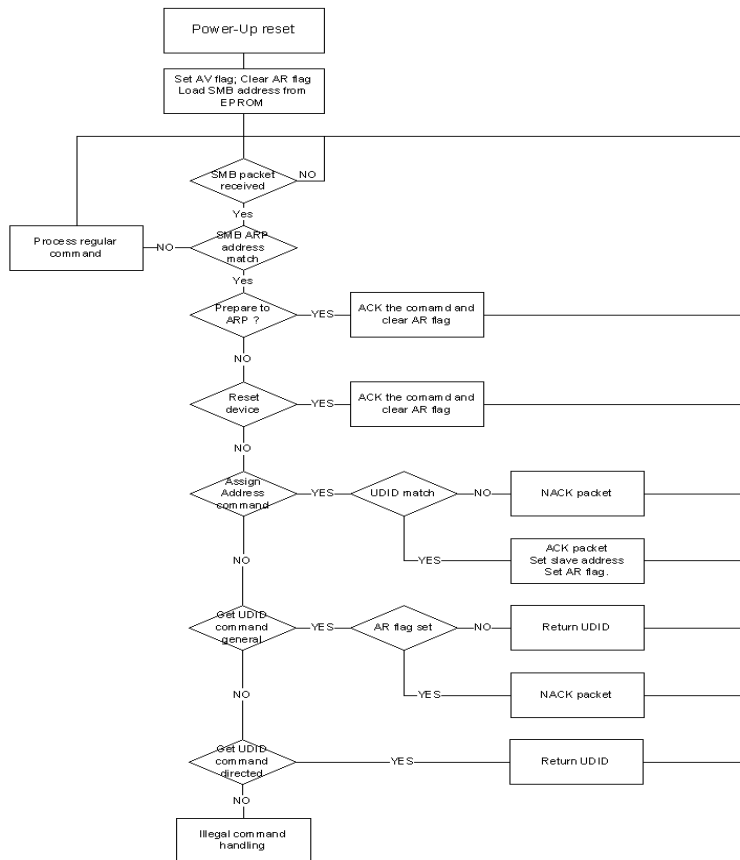 Power-Up reset
Set AV flag; Clear AR flag
Load SMB address from
EPROM
SMB packet
received
NO
Yes
SMB ARP
address
match
NO
Process regular
command
Yes
Prepare to
ARP ?
YES
ACK the comamd and
clear AR flag
NO
Reset
device
YES
ACK the comamd and
clear AR flag
NO
Assign
Address
command
YES
UDID match
NO
NACK packet
YES
ACK packet
Set slave address
Set AR flag.
NO
Get UDID
command
general
YES
AR flag set
NO
Return UDID
YES
NACK packet
NO
Get UDID
command
directed
YES
Return UDID
NO
Illegal command
handling